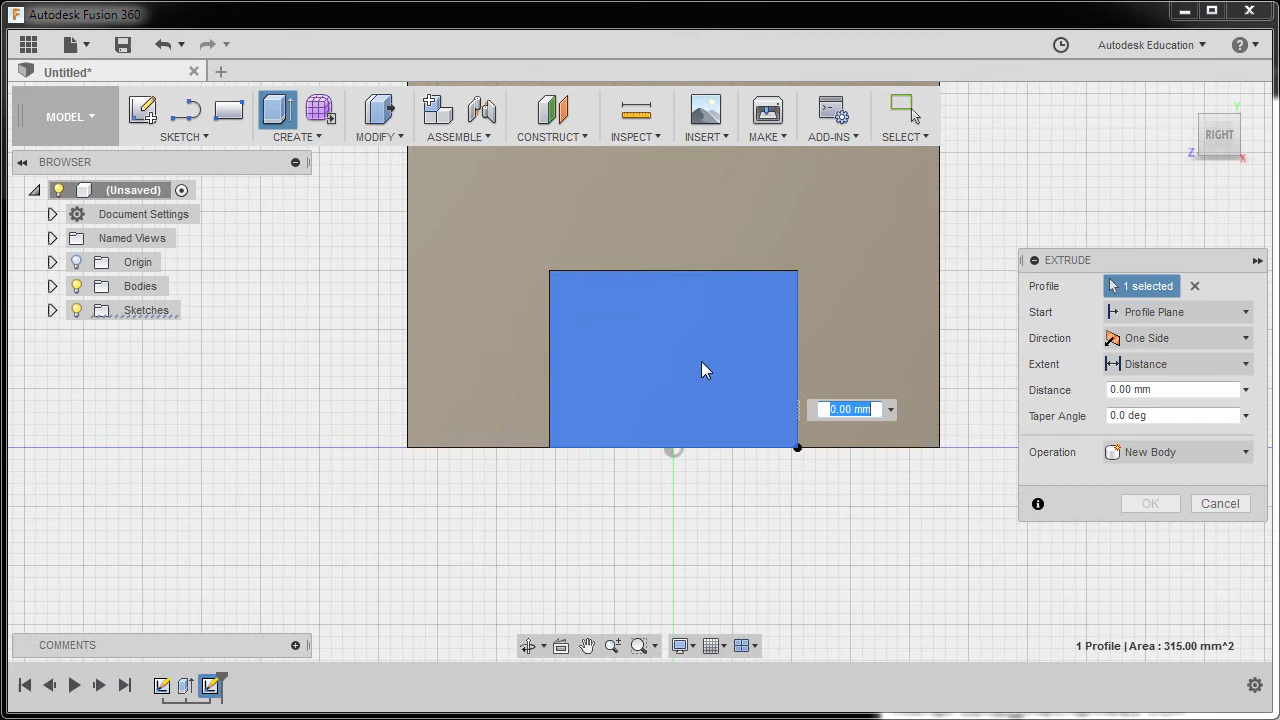 Autodesk Fusion 360
Autodesk Education
Untitled*
MODEL
SKETCH
CREATE
MODIFY
ASSEMBLE
CONSTRUCT
INSPECT
INSERT
MAKE
ADD-INS
SELECT
RIGHT
Y
Z
X
BROWSER
(Unsaved)
Document Settings
Named Views
Origin
Bodies
Sketches
0.00 mm
EXTRUDE
Profile 1 selected
Start Profile Plane
Direction One Side
Extent Distance
Distance 0.00 mm
Taper Angle 0.0 deg
Operation New Body
OK Cancel
COMMENTS
1 Profile | Area : 315.00 mm^2